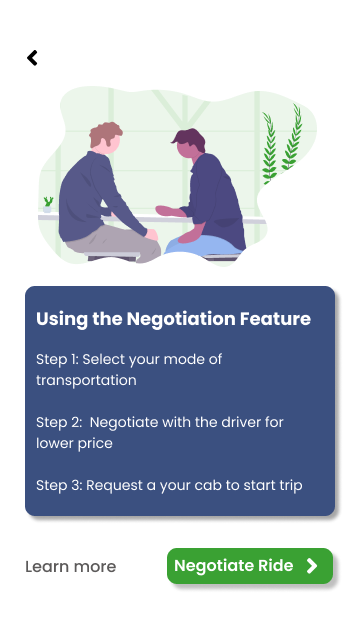 Using the Negotiation Feature
Step 1: Select your mode of
transportation
Step 2:  Negotiate with the driver for
lower price
Step 3: Request a your cab to start trip
Learn more
Negotiate Ride